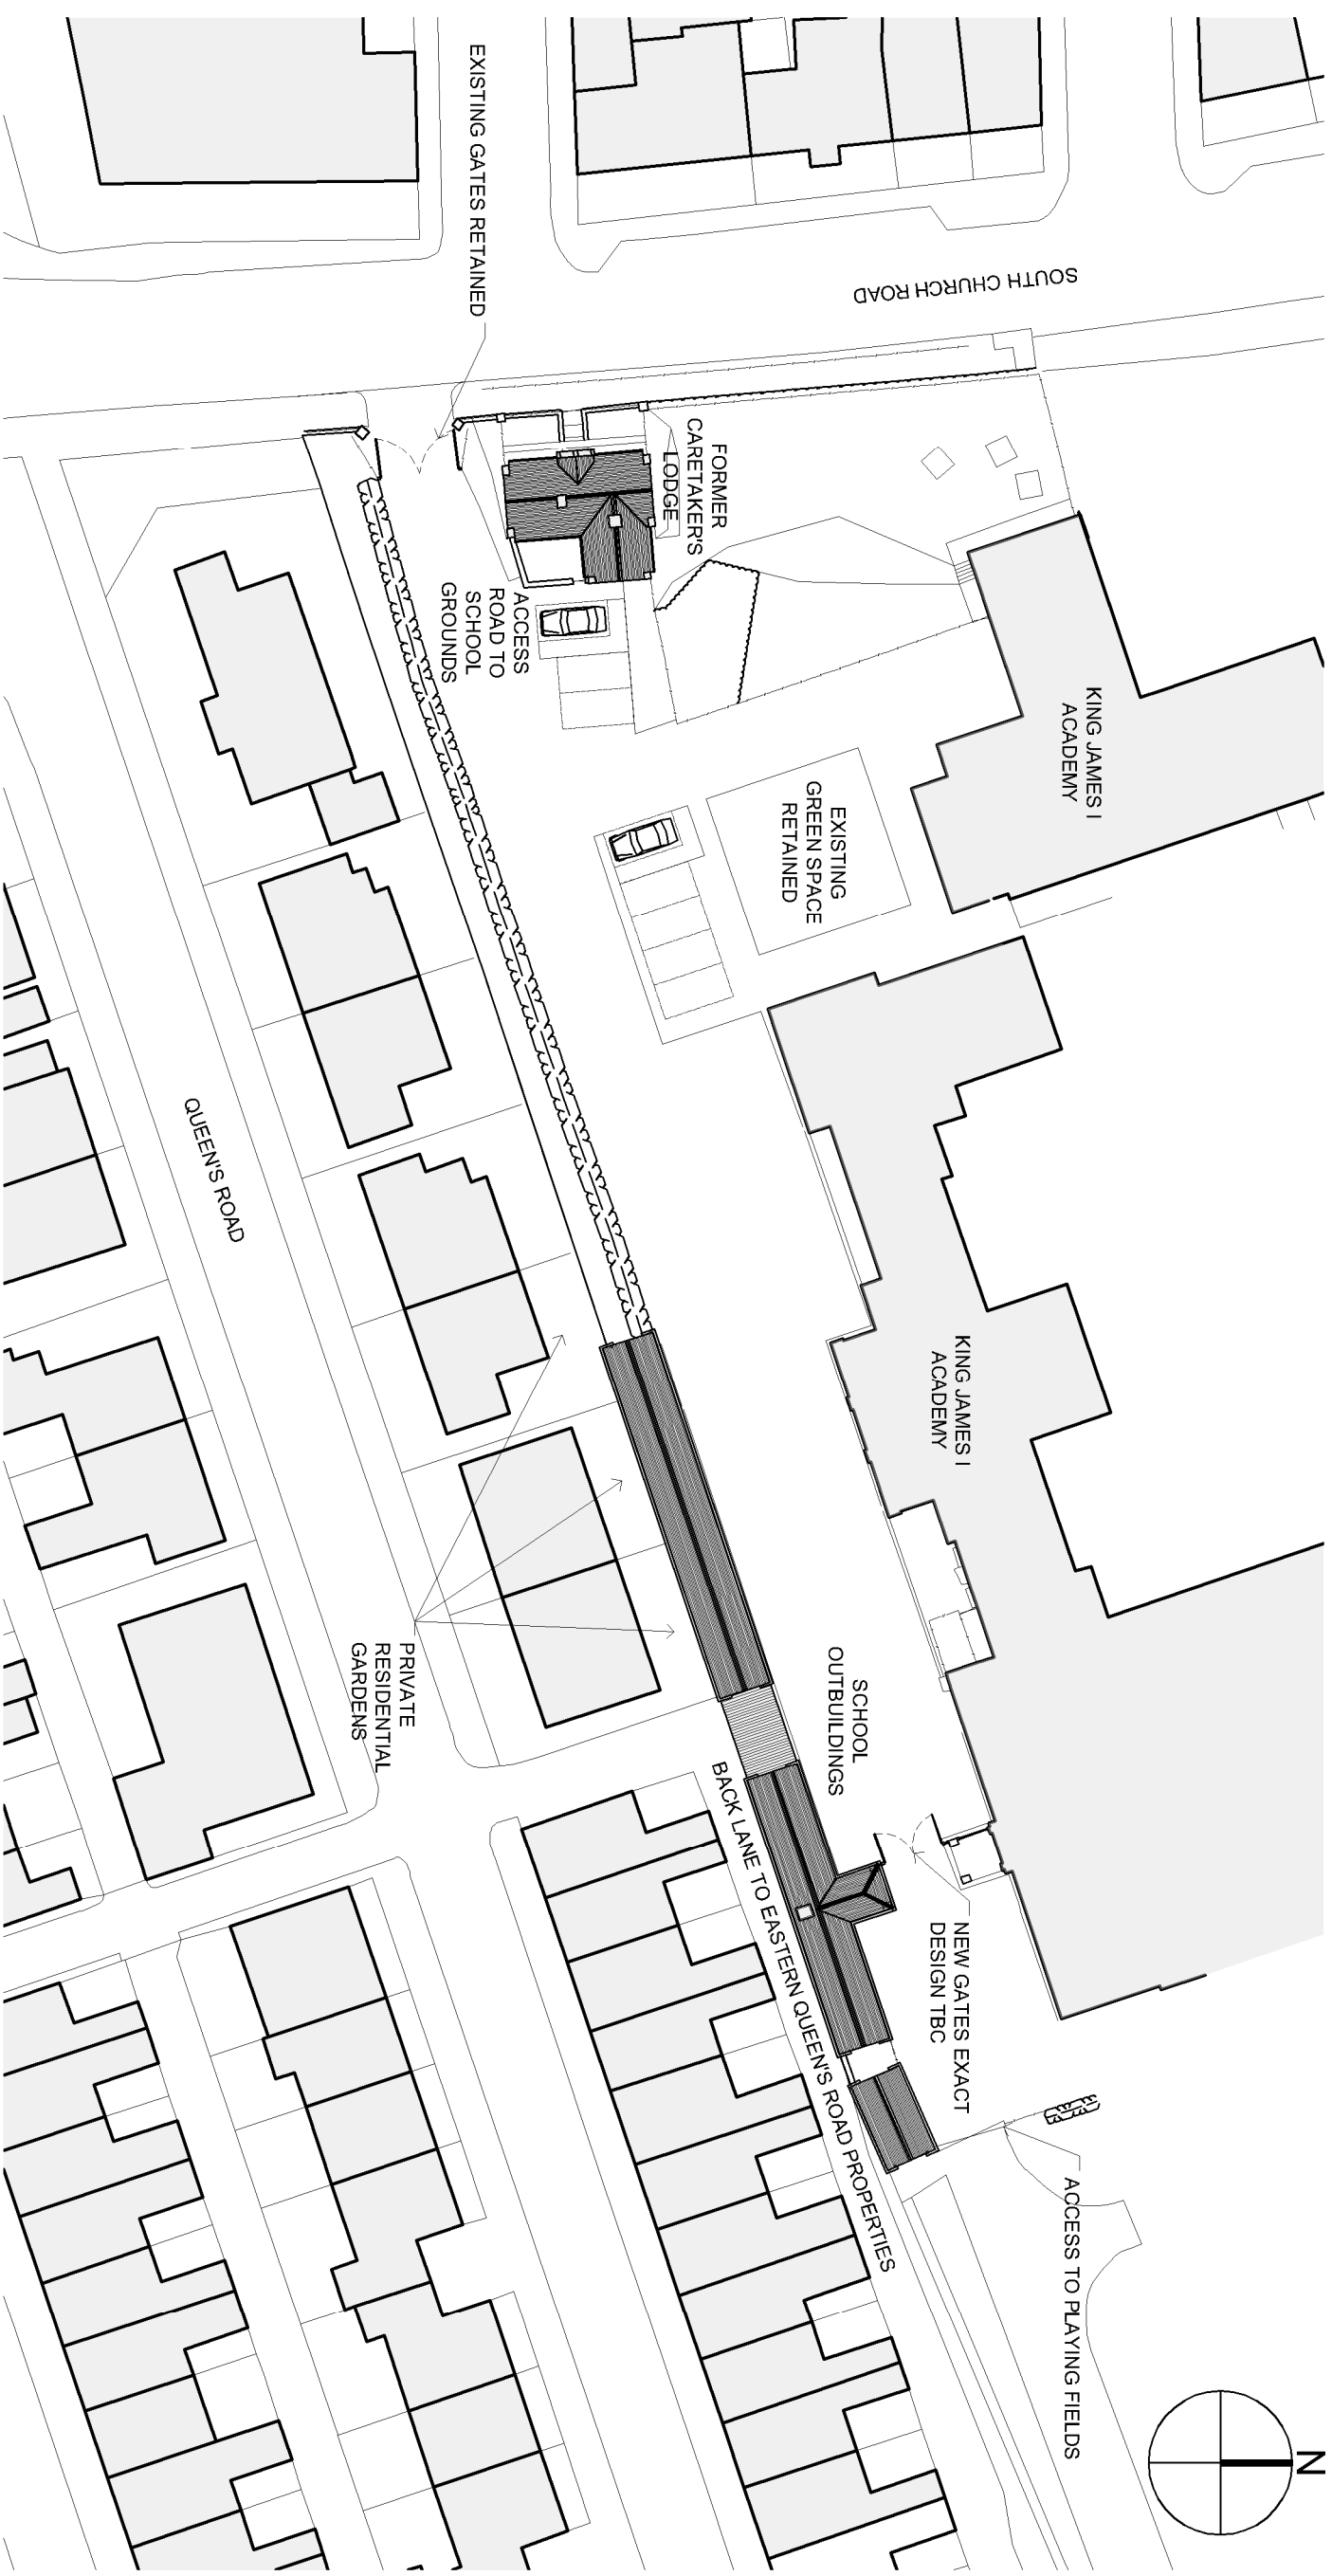 SOUTH CHURCH ROAD
EXISTING GATES RETAINED
FORMER
CARETAKER'S
LODGE
ACCESS
ROAD TO
SCHOOL
GROUNDS
KING JAMES I
ACADEMY
EXISTING
GREEN SPACE
RETAINED
KING JAMES I
ACADEMY
QUEEN'S ROAD
PRIVATE
RESIDENTIAL
GARDENS
SCHOOL
OUTBUILDINGS
BACK LANE TO EASTERN QUEEN'S ROAD PROPERTIES
NEW GATES EXACT
DESIGN TBC
ACCESS TO PLAYING FIELDS
N